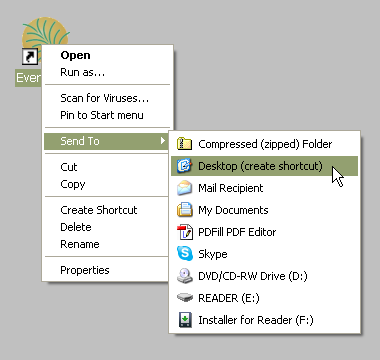 Ever
Open
Run as...
Scan for Viruses...
Pin to Start menu
Send To
Cut
Copy
Create Shortcut
Delete
Rename
Properties
Compressed (zipped) Folder
Desktop (create shortcut)
Mail Recipient
My Documents
PDFill PDF Editor
Skype
DVD/CD-RW Drive (D:)
READER (E:)
Installer for Reader (F:)